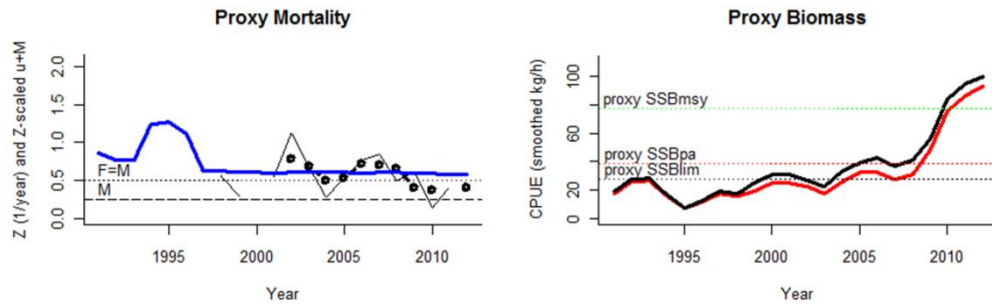 Proxy Mortality
Z (1/year) and Z-scaled u+M
2.0
1.5
1.0
0.5
0.0
F=M
M
1995
2000
2005
2010
Year
Proxy Biomass
CPUE (smoothed kg/h)
100
60
20
0
proxy SSBmsy
proxy SSBpa
proxy SSBlim
1995
2000
2005
2010
Year